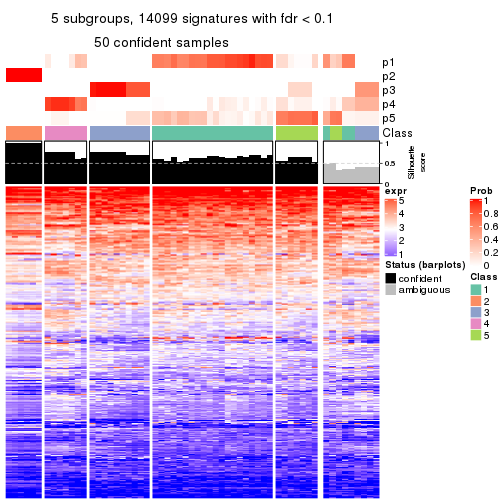 5 subgroups, 14099 signatures with fdr < 0.1
50 confident samples
p1
p2
p3
p4
p5
Class
1
0.5
0
Silhouette
score
expr
5
4
3
2
1
Status (barplots)
confident
ambiguous
Prob
1
0.8
0.6
0.4
0.2
0
Class
1
2
3
4
5